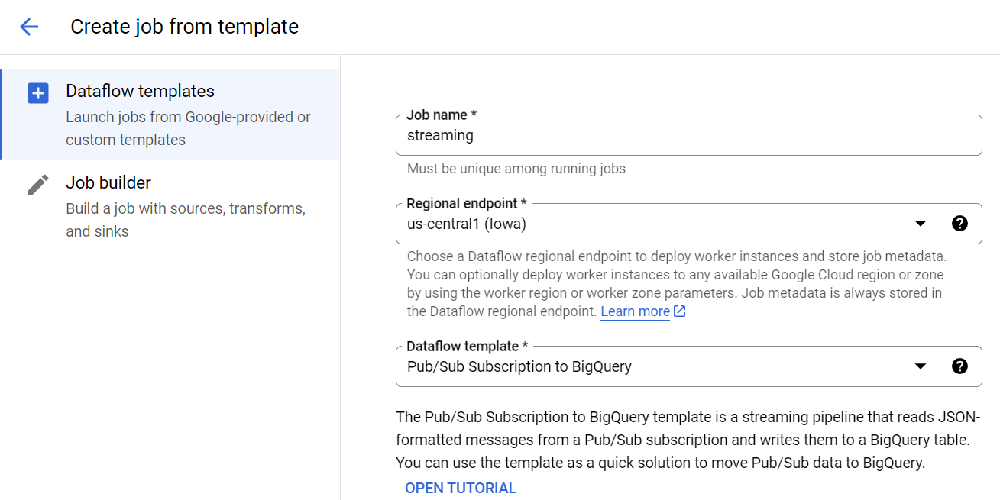 Create job from template
Dataflow templates
Launch jobs from Google-provided or
custom templates
Job builder
Build a job with sources, transforms,
and sinks
Job name *
streaming
Must be unique among running jobs
Regional endpoint *
us-central1 (Iowa)
Choose a Dataflow regional endpoint to deploy worker instances and store job metadata.
You can optionally deploy worker instances to any available Google Cloud region or zone
by using the worker region or worker zone parameters. Job metadata is always stored in
the Dataflow regional endpoint. Learn more
Dataflow template *
Pub/Sub Subscription to BigQuery
The Pub/Sub Subscription to BigQuery template is a streaming pipeline that reads JSON-
formatted messages from a Pub/Sub subscription and writes them to a BigQuery table.
You can use the template as a quick solution to move Pub/Sub data to BigQuery.
OPEN TUTORIAL